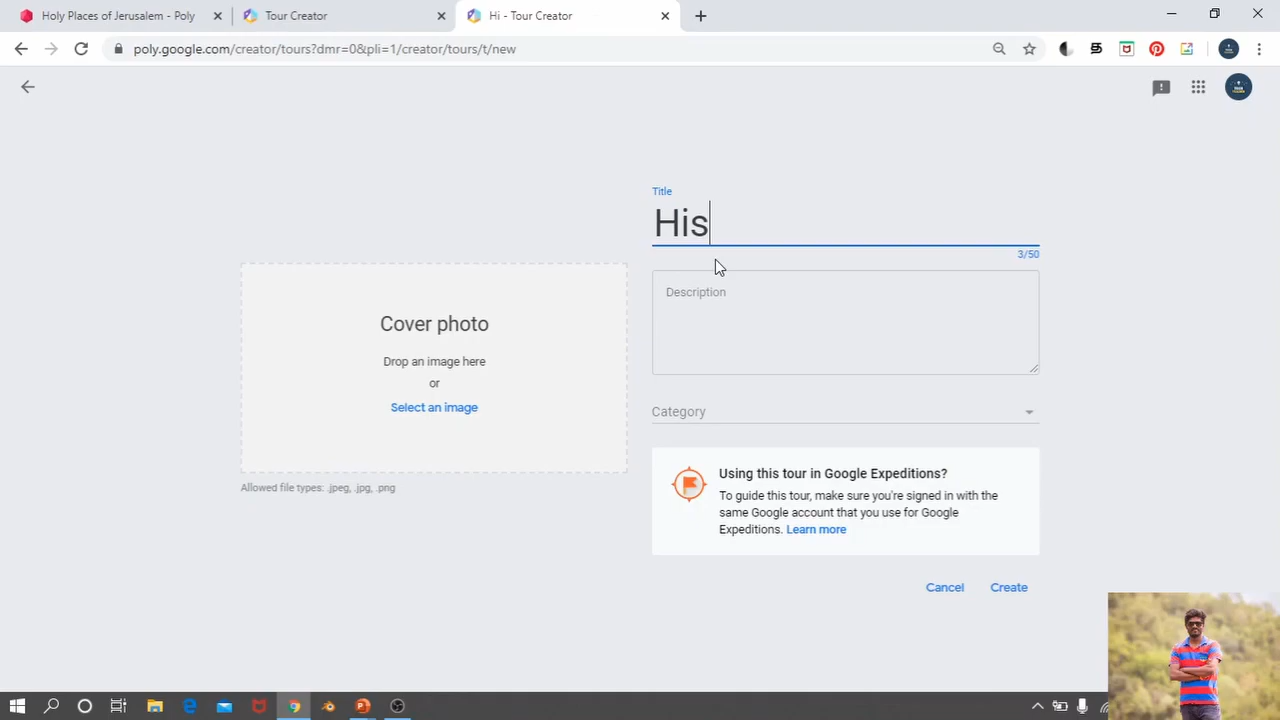 Holy Places of Jerusalem - Poly
Tour Creator
Hi - Tour Creator
poly.google.com/creator/tours?dmr=0&pli=1/creator/tours/t/new
Title
His
3/50
Description
Cover photo
Drop an image here
or
Select an image
Category
Allowed file types: .jpeg, .jpg, .png
Using this tour in Google Expeditions?
To guide this tour, make sure you're signed in with the
same Google account that you use for Google
Expeditions. Learn more
Cancel
Create